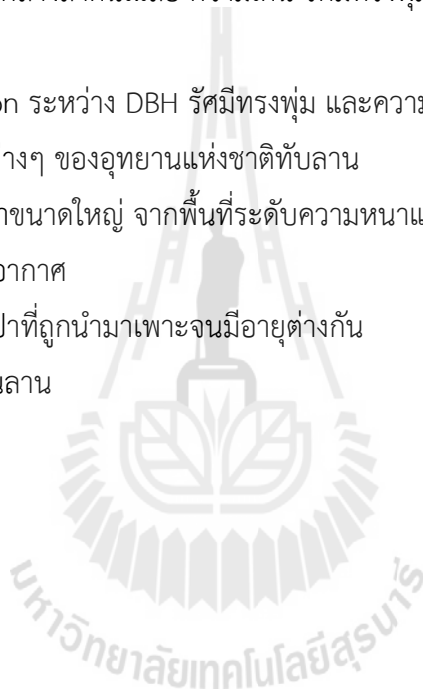 on ระหว่าง DBH รัศมีทรงพุ่ม และความ
างๆ ของอุทยานแห่งชาติทับลาน
าขนาดใหญ่ จากพื้นที่ระดับความหนาแ
อากาศ
ป่าที่ถูกนำมาเพาะจนมีอายุต่างกัน
นลาน
มหาวิทยาลัยเทคโนโลยีสุรนารี